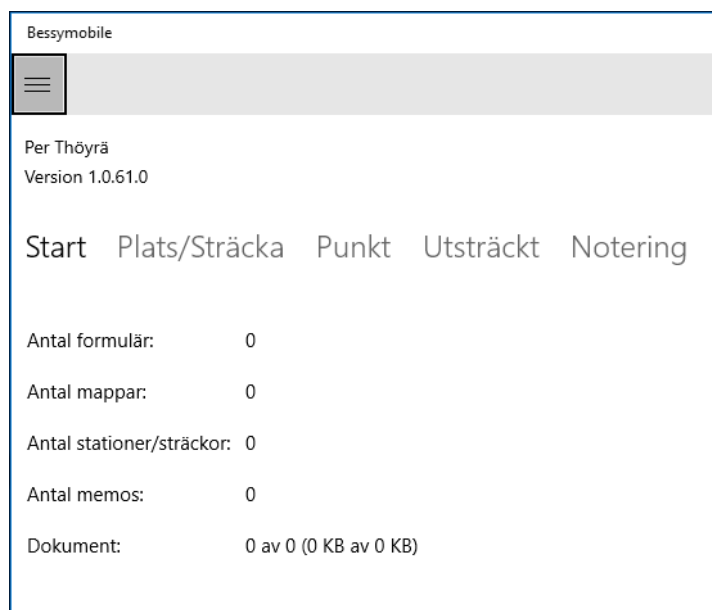 Bessymobile
Per Thöyrä
Version 1.0.61.0
Start Plats/Sträcka Punkt Utsträckt Notering
Antal formulär: 0
Antal mappar: 0
Antal stationer/sträckor: 0
Antal memos: 0
Dokument: 0 av 0 (0 KB av 0 KB)